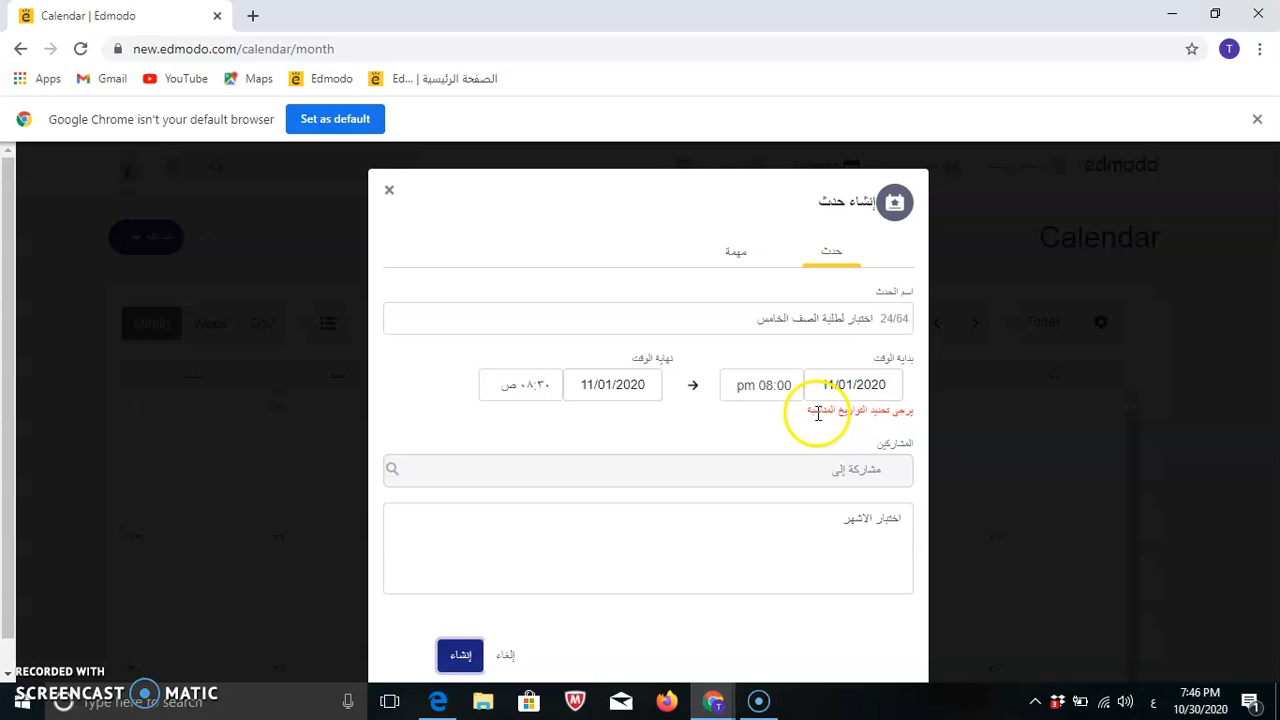 Calendar | Edmodo
new.edmodo.com/calendar/month
T
Apps
Gmail
YouTube
Maps
Edmodo
Ed... | الصفحة الرئيسية
Google Chrome isn't your default browser
Set as default
edmodo
Calendar
إنشاء حدث
حدث
مهمة
Month
Week
Day
Today
اسم الحدث
اختبار لطلبة الصف الخامس
24/64
بداية الوقت
نهاية الوقت
11/01/2020
pm 08:00
11/01/2020
٠٨:٣٠ ص
يرجى تحديد التواريخ المناسبة
المشاركين
مشاركة إلى
اختبار الاشهر
إنشاء
إلغاء
RECORDED WITH
SCREENCAST MATIC
Type here to search
ع
7:46 PM
10/30/2020
1